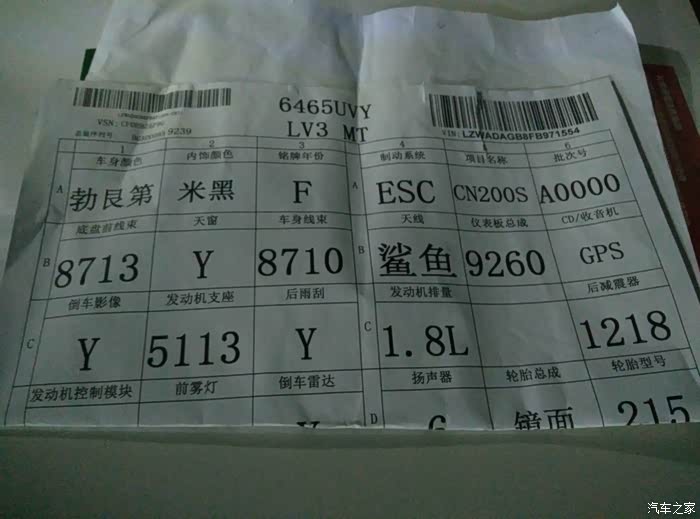 6465UVY
LV3 MT
9239
VIN: LZWADAGB8FB971554
总装序列号
1 2 3 4 5 6
车身颜色 内饰颜色 铭牌年份 制动系统 项目名称 批次号
A 勃艮第 米黑 F A ESC CN200S A0000
底盘前线束 天窗 车身线束 天线 仪表板总成 CD/收音机
B 8713 Y 8710 B 鲨鱼 9260 GPS
倒车影像 发动机支座 后雨刮 发动机排量 后减震器
C Y 5113 Y C 1.8L 1218
发动机控制模块 前雾灯 倒车雷达 扬声器 轮胎总成 轮胎型号
D 镜面 215
汽车之家